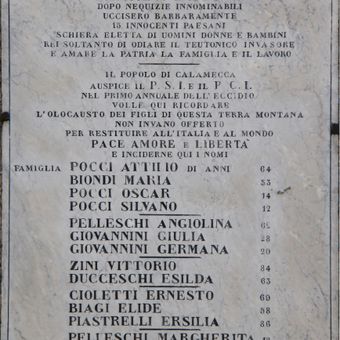 DOPO NEQUIZIE INNOMINABILI
UCCISERO BARBARAMENTE
15 INNOCENTI PAESANI
SCHIERA ELETTA DI UOMINI DONNE E BAMBINI
REI SOLTANTO DI ODIARE IL TEUTONICO INVASORE
E AMARE LA PATRIA LA FAMIGLIA E IL LAVORO
IL POPOLO DI CALAMECCA
AUSPICE IL P.S.I. E IL P.C.I.
NEL PRIMO ANNUALE DELL'ECCIDIO
VOLLE QUI RICORDARE
L'OLOCAUSTO DEI FIGLI DI QUESTA TERRA MONTANA
NON INVANO OFFERTO
PER RESTITUIRE ALL'ITALIA E AL MONDO
PACE AMORE E LIBERTA'
E INCIDERNE QUI I NOMI
FAMIGLIA POCCI ATTILIO DI ANNI 64
BIONDI MARIA 53
POCCI OSCAR 14
POCCI SILVANO 12
PELLESCHI ANGIOLINA
GIOVANNINI GIULIA 28
GIOVANNINI GERMANA 20
ZINI VITTORIO 84
DUCCESCHI ESILDA 63
CIOLETTI ERNESTO 69
BIAGI ELIDE 58
PIASTRELLI ERSILIA 86
PELLESCHI MARGHERITA